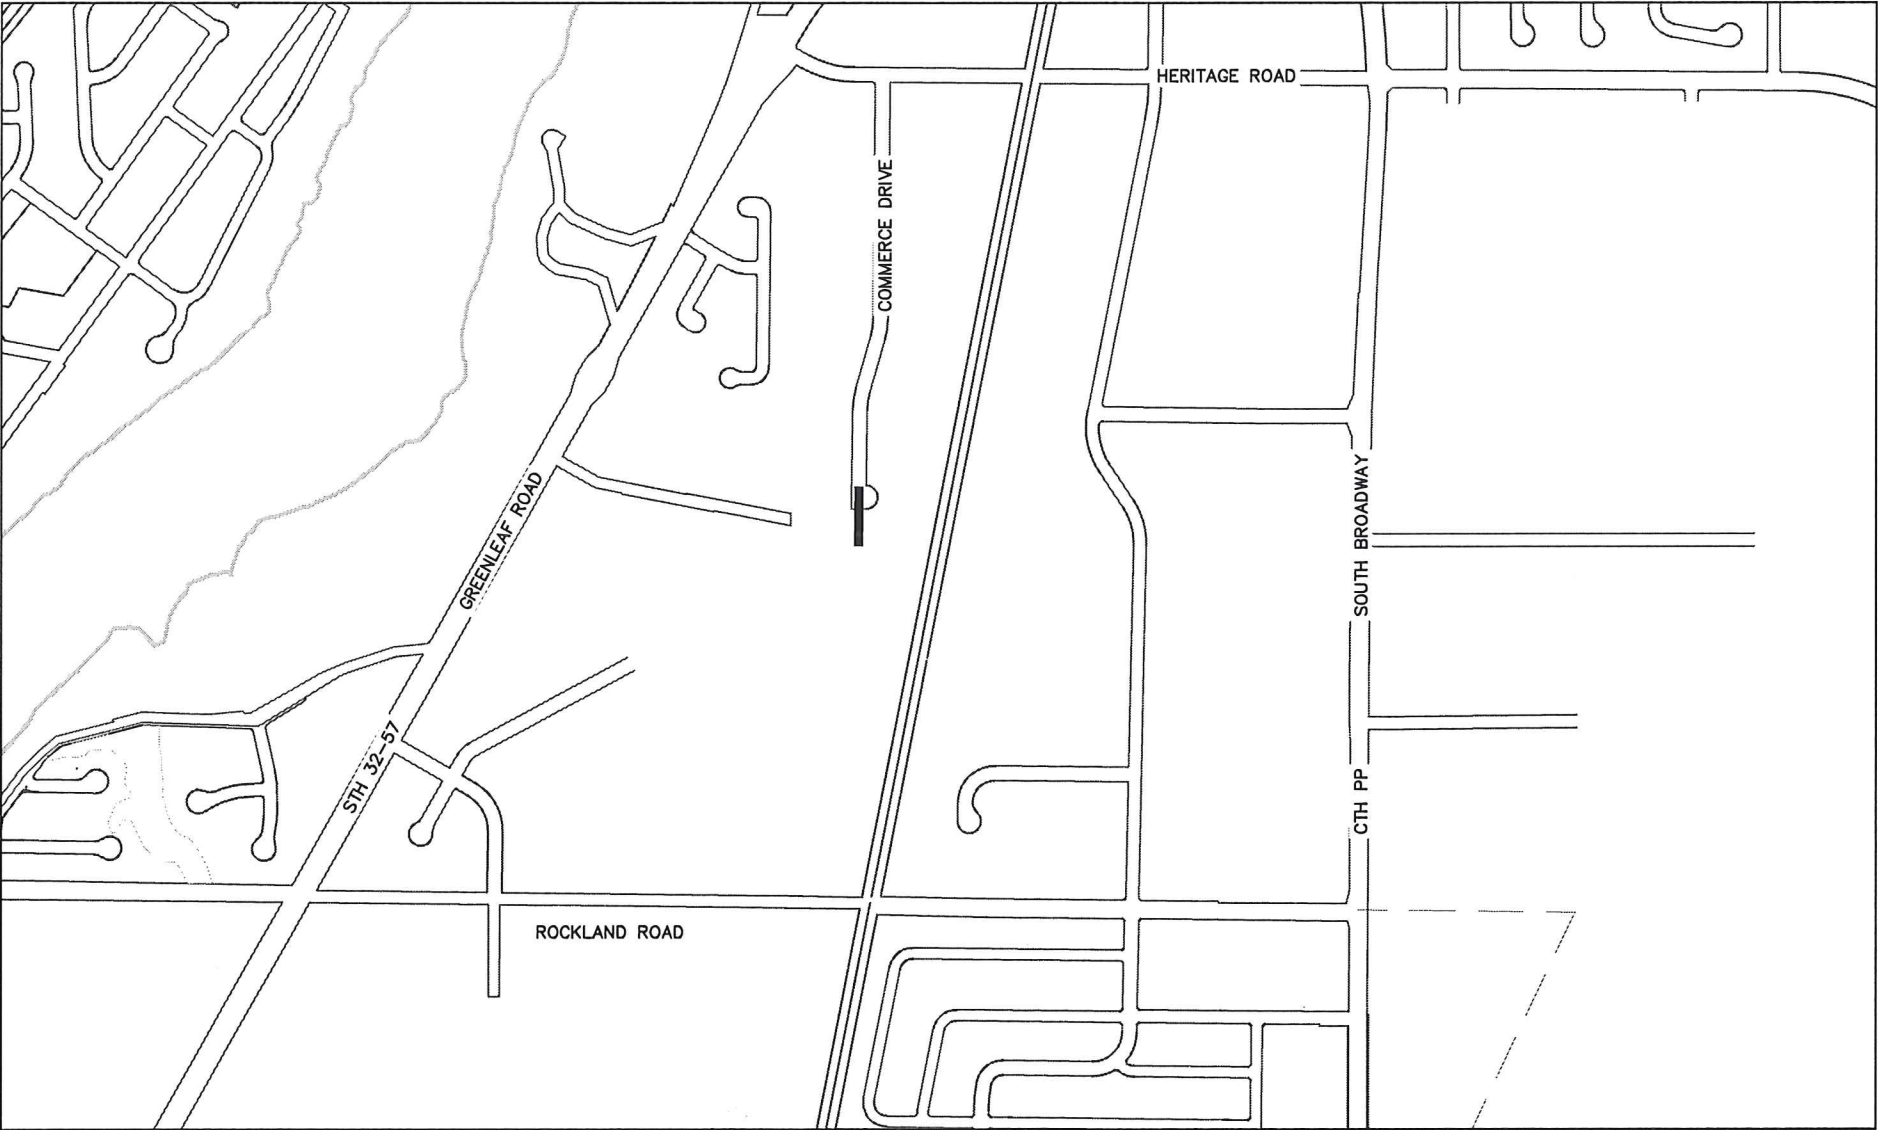 HERITAGE ROAD
COMMERCE DRIVE
GREENLEAF ROAD
SOUTH BROADWAY
STH 32-57
CTH PP
ROCKLAND ROAD